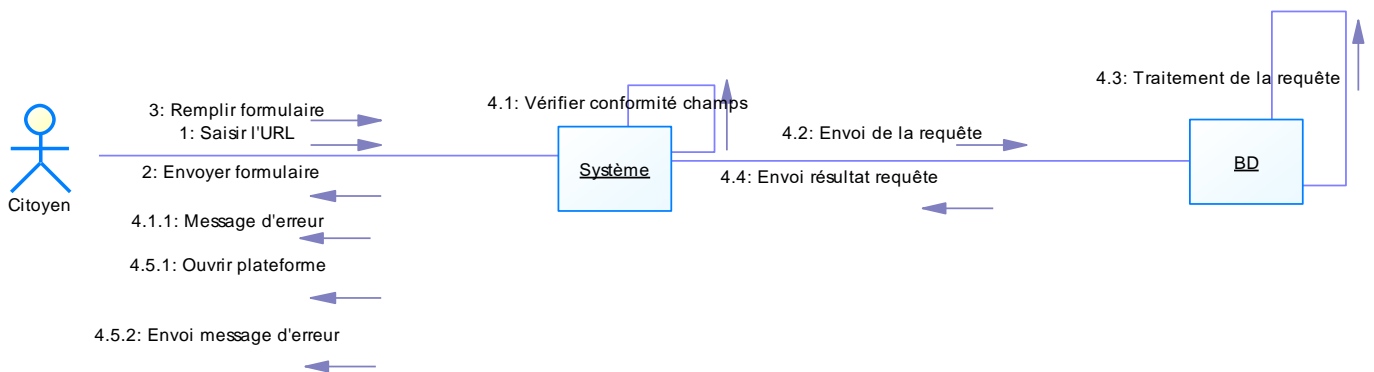 4.3: Traitement de la requête
4.1: Vérifier conformité champs
3: Remplir formulaire
1: Saisir l'URL
4.2: Envoi de la requête
2: Envoyer formulaire
Système
BD
4.4: Envoi résultat requête
Citoyen
4.1.1: Message d'erreur
4.5.1: Ouvrir plateforme
4.5.2: Envoi message d'erreur